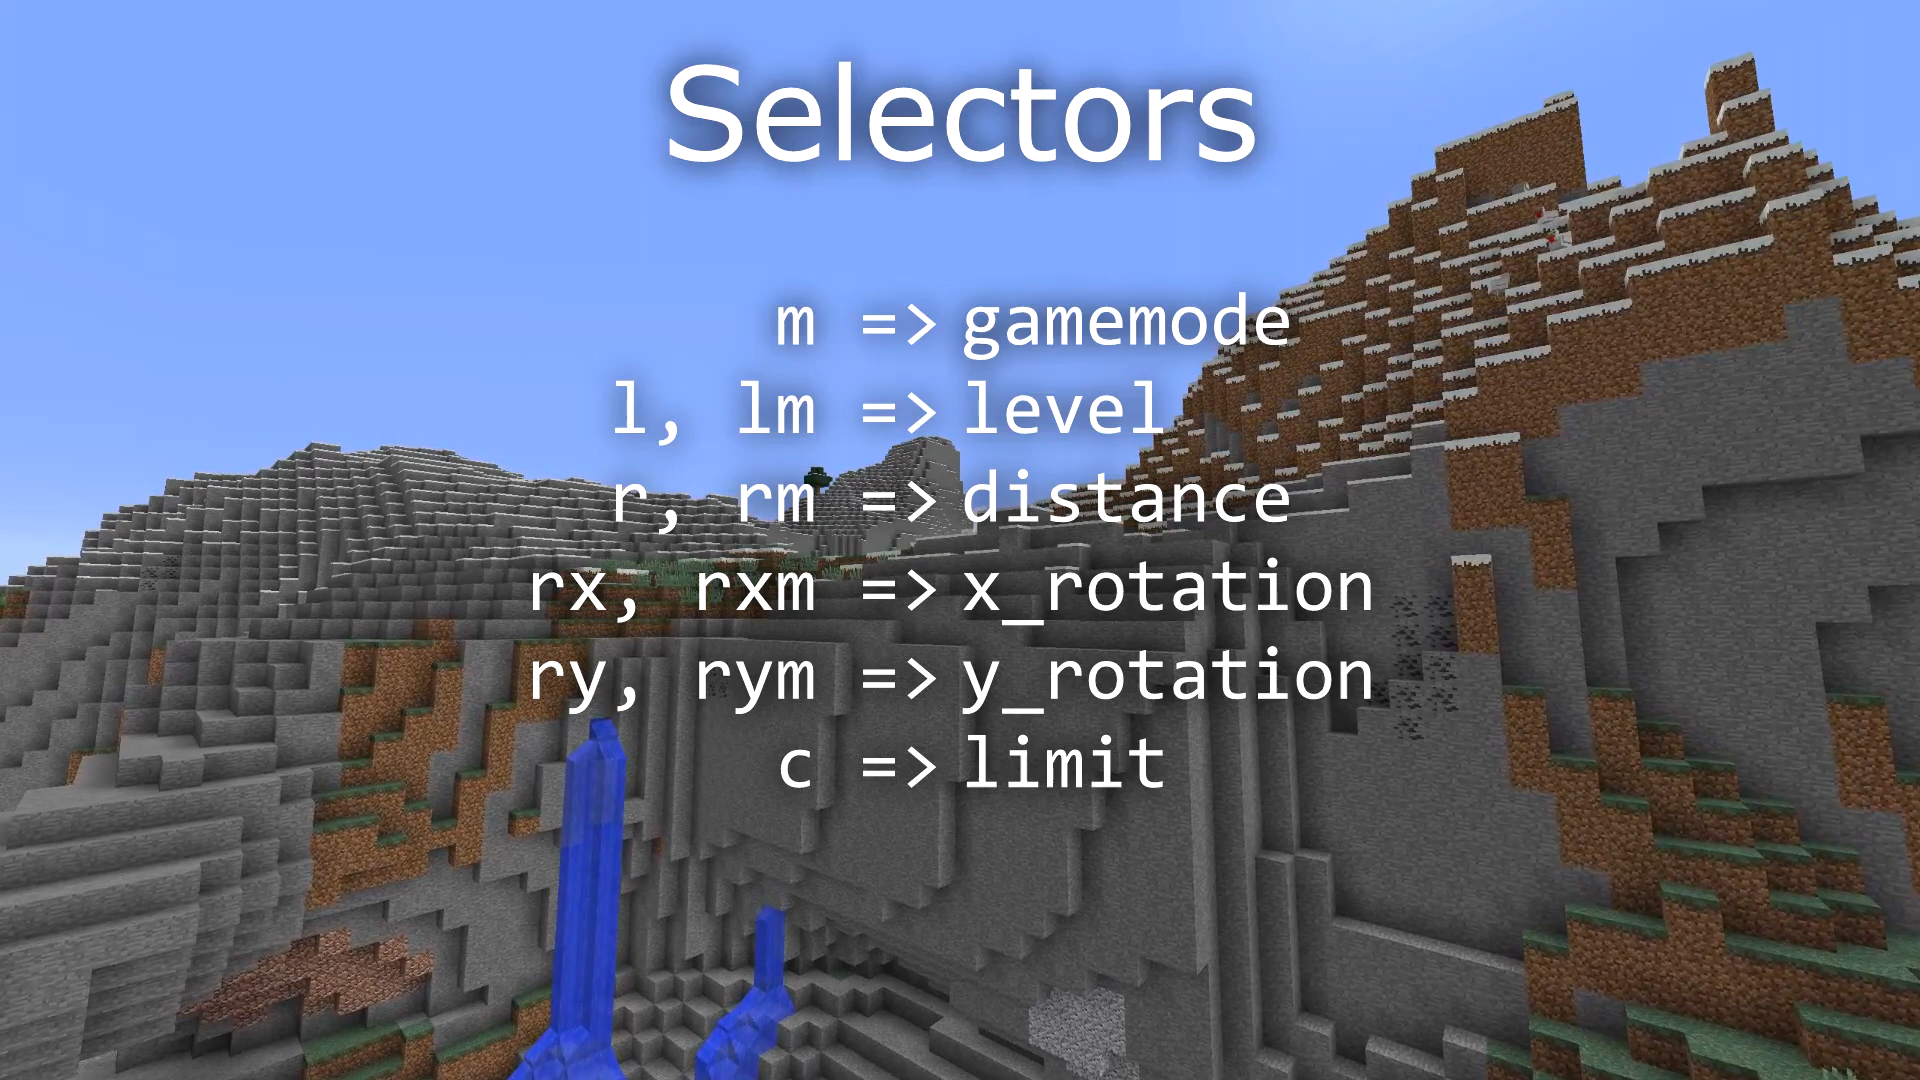 Selectors
m => gamemode
l, lm => level
r, rm => distance
rx, rxm => x_rotation
ry, rym => y_rotation
c => limit